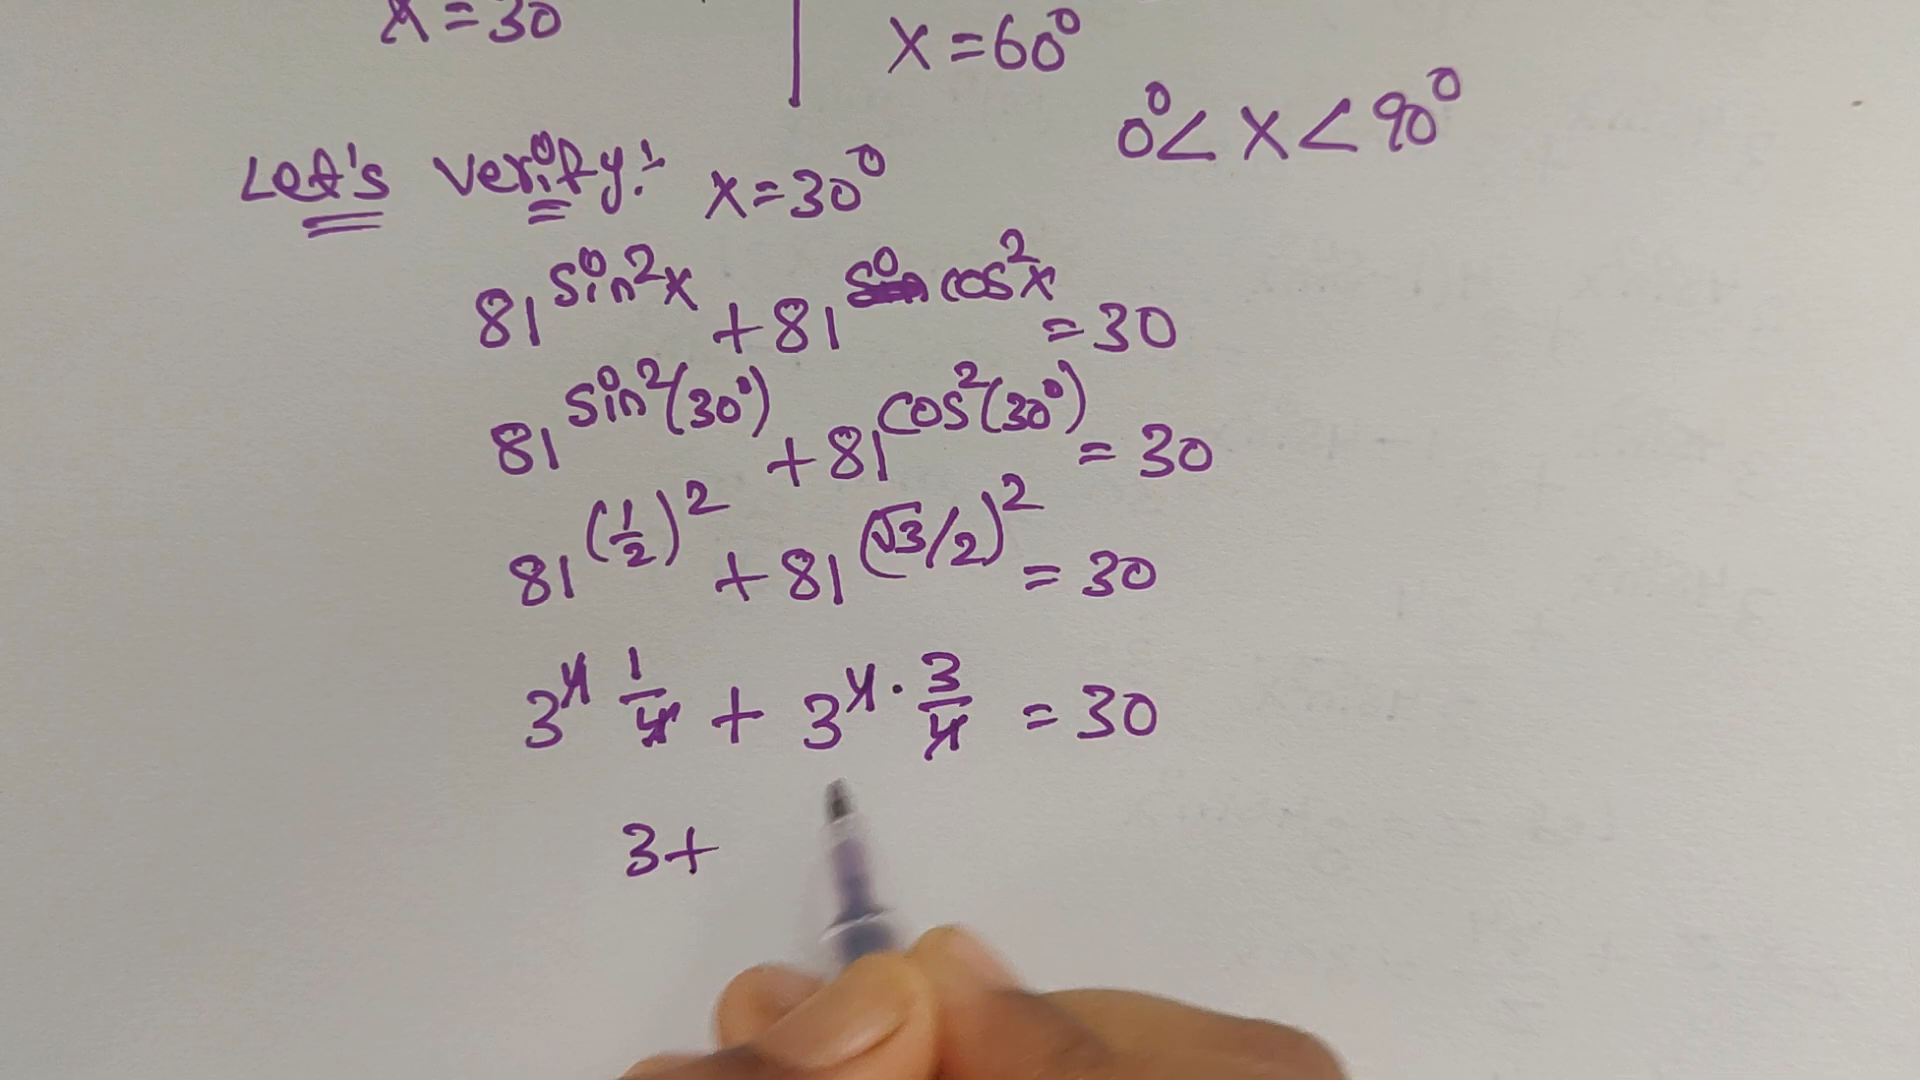 x = 30
x = 60°
0° < x < 90°
Let's verify:- x = 30°
81^sin²x + 81^cos²x = 30
81^sin²(30°) + 81^cos²(30°) = 30
81^(1/2)² + 81^(√3/2)² = 30
3^4 1/4 + 3^4 · 3/4 = 30
3+